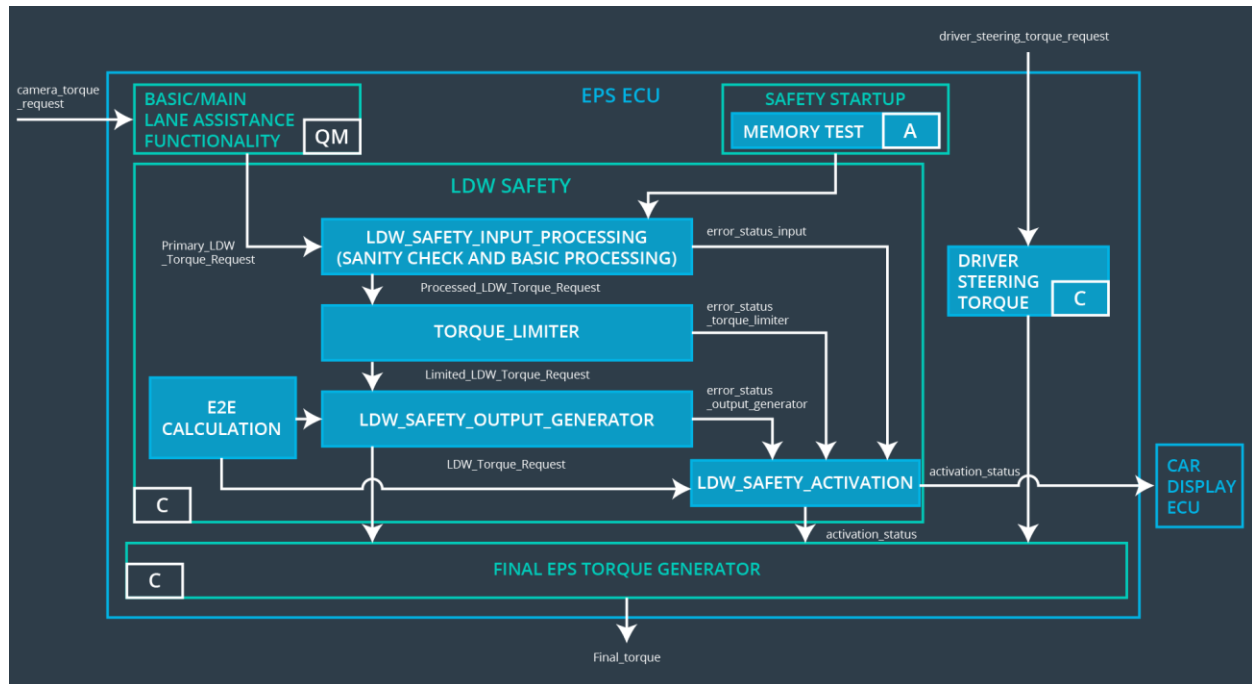 driver_steering_torque_request
camera_torque
_request
EPS ECU
BASIC/MAIN
LANE ASSISTANCE
FUNCTIONALITY
QM
SAFETY STARTUP
MEMORY TEST
A
LDW SAFETY
Primary_LDW
_Torque_Request
LDW_SAFETY_INPUT_PROCESSING
(SANITY CHECK AND BASIC PROCESSING)
error_status_input
DRIVER
STEERING
TORQUE
C
Processed_LDW_Torque_Request
TORQUE_LIMITER
error_status
_torque_limiter
Limited_LDW_Torque_Request
E2E
CALCULATION
LDW_SAFETY_OUTPUT_GENERATOR
error_status
_output_generator
LDW_Torque_Request
LDW_SAFETY_ACTIVATION
activation_status
CAR
DISPLAY
ECU
C
activation_status
C
FINAL EPS TORQUE GENERATOR
Final_torque